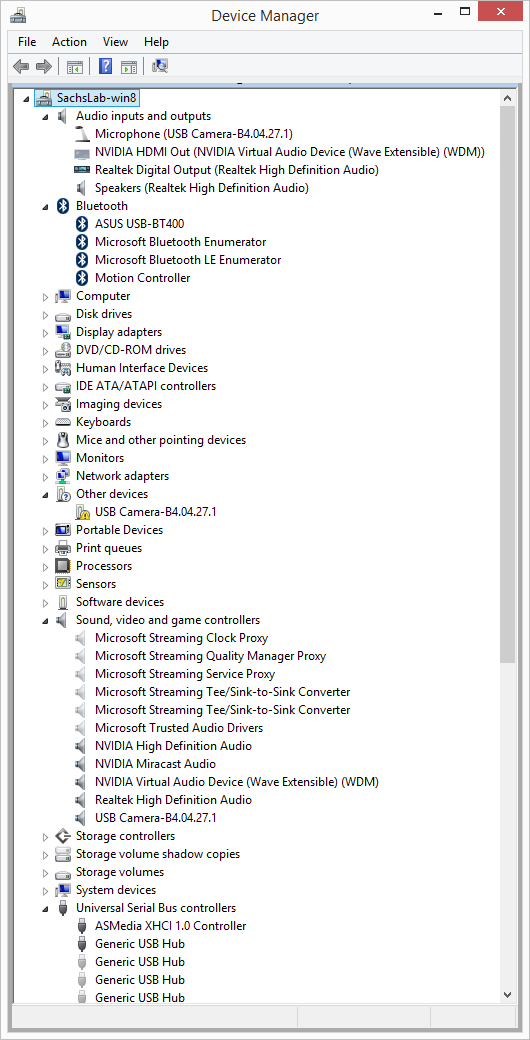 Device Manager
File Action View Help
SachsLab-win8
Audio inputs and outputs
Microphone (USB Camera-B4.04.27.1)
NVIDIA HDMI Out (NVIDIA Virtual Audio Device (Wave Extensible) (WDM))
Realtek Digital Output (Realtek High Definition Audio)
Speakers (Realtek High Definition Audio)
Bluetooth
ASUS USB-BT400
Microsoft Bluetooth Enumerator
Microsoft Bluetooth LE Enumerator
Motion Controller
Computer
Disk drives
Display adapters
DVD/CD-ROM drives
Human Interface Devices
IDE ATA/ATAPI controllers
Imaging devices
Keyboards
Mice and other pointing devices
Monitors
Network adapters
Other devices
USB Camera-B4.04.27.1
Portable Devices
Print queues
Processors
Sensors
Software devices
Sound, video and game controllers
Microsoft Streaming Clock Proxy
Microsoft Streaming Quality Manager Proxy
Microsoft Streaming Service Proxy
Microsoft Streaming Tee/Sink-to-Sink Converter
Microsoft Streaming Tee/Sink-to-Sink Converter
Microsoft Trusted Audio Drivers
NVIDIA High Definition Audio
NVIDIA Miracast Audio
NVIDIA Virtual Audio Device (Wave Extensible) (WDM)
Realtek High Definition Audio
USB Camera-B4.04.27.1
Storage controllers
Storage volume shadow copies
Storage volumes
System devices
Universal Serial Bus controllers
ASMedia XHCI 1.0 Controller
Generic USB Hub
Generic USB Hub
Generic USB Hub
Generic USB Hub